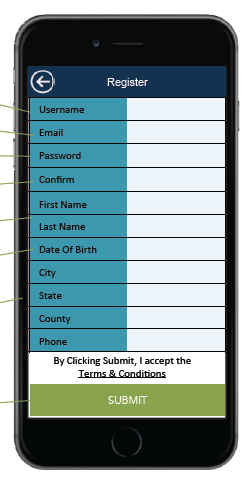 Register
Username
Email
Password
Confirm
First Name
Last Name
Date Of Birth
City
State
County
Phone
By Clicking Submit, I accept the
Terms & Conditions
SUBMIT